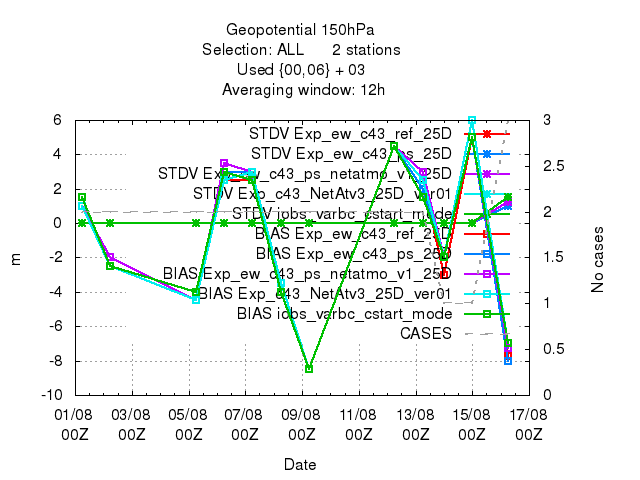 Geopotential 150hPa
Selection: ALL 2 stations
Used {00,06} + 03
Averaging window: 12h
STDV Exp_ew_c43_ref_25D
STDV Exp_ew_c43_ps_25D
STDV Exp_ew_c43_ps_netatmo_v1_25D
STDV Exp_c43_NetAtv3_25D_ver01
STDV iobs_varbc_cstart_mode
BIAS Exp_ew_c43_ref_25D
BIAS Exp_ew_c43_ps_25D
BIAS Exp_ew_c43_ps_netatmo_v1_25D
BIAS Exp_c43_NetAtv3_25D_ver01
BIAS iobs_varbc_cstart_mode
CASES
6
4
2
0
-2
-4
-6
-8
-10
m
3
2.5
2
1.5
1
0.5
0
No cases
01/08 03/08 05/08 07/08 09/08 11/08 13/08 15/08 17/08
00Z 00Z 00Z 00Z 00Z 00Z 00Z 00Z 00Z
Date